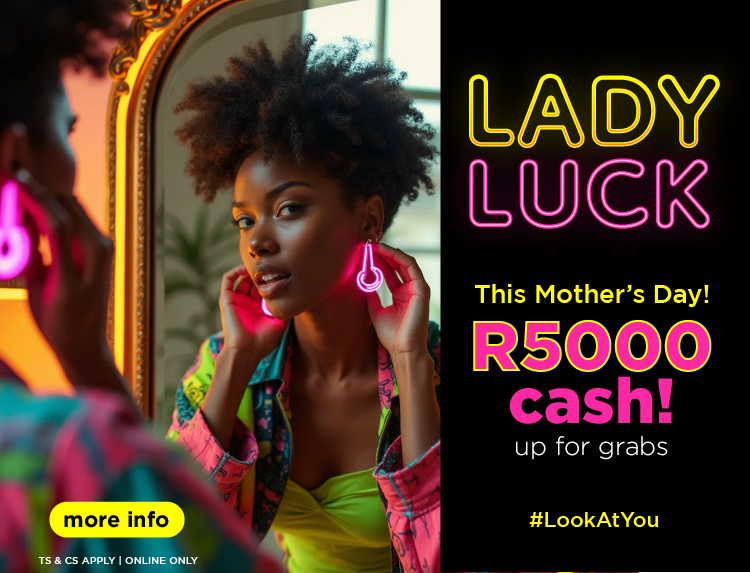 LADY
LUCK
This Mother's Day!
R5000
cash!
up for grabs
#LookAtYou
more info
TS & CS APPLY | ONLINE ONLY